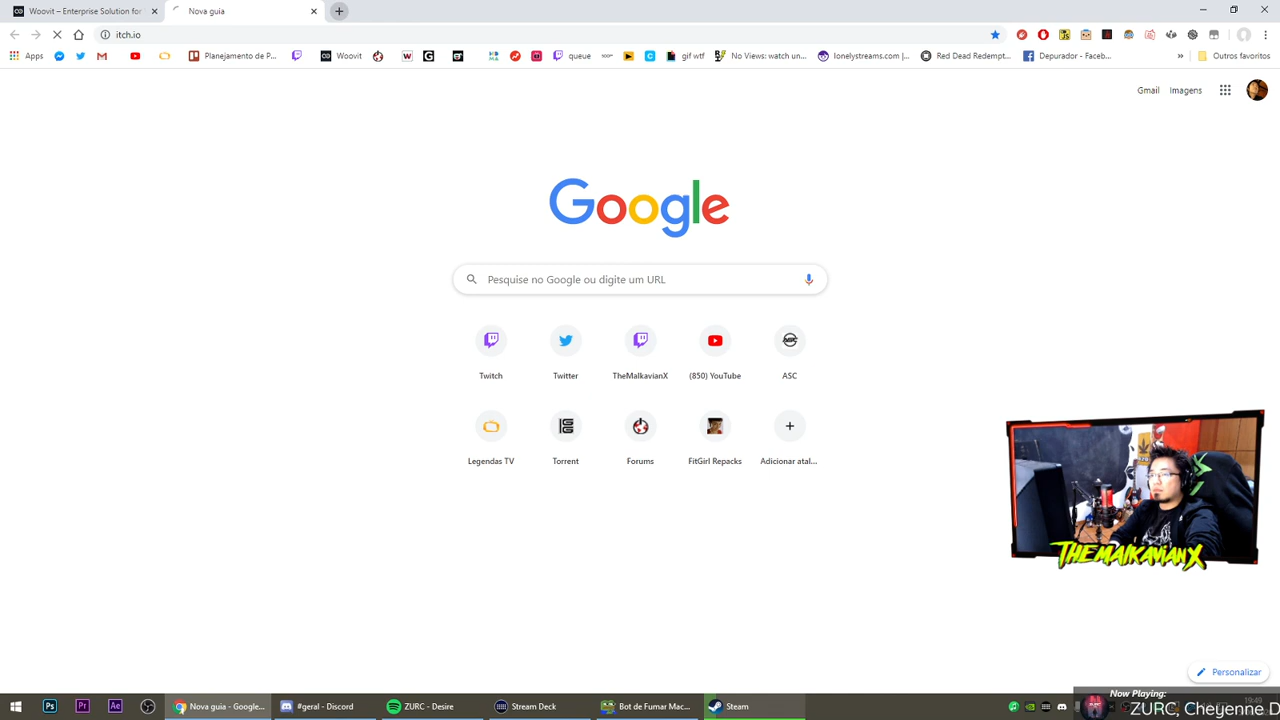 Woovit – Enterprise Solution for
Nova guia
itch.io
Apps
Planejamento de P...
Woovit
queue
gif wtf
No Views: watch un...
lonelystreams.com |...
Red Dead Redempt...
Depurador - Faceb...
»
Outros favoritos
Gmail
Imagens
Google
Pesquise no Google ou digite um URL
Twitch
Twitter
TheMalkavianX
(850) YouTube
ASC
Legendas TV
Torrent
Forums
FitGirl Repacks
Adicionar atal...
THEMALKAVIANX
Personalizar
Nova guia - Google...
#geral - Discord
ZURC - Desire
Stream Deck
Bot de Fumar Mac...
Steam
Now Playing:
ZURC, Cheyenne D